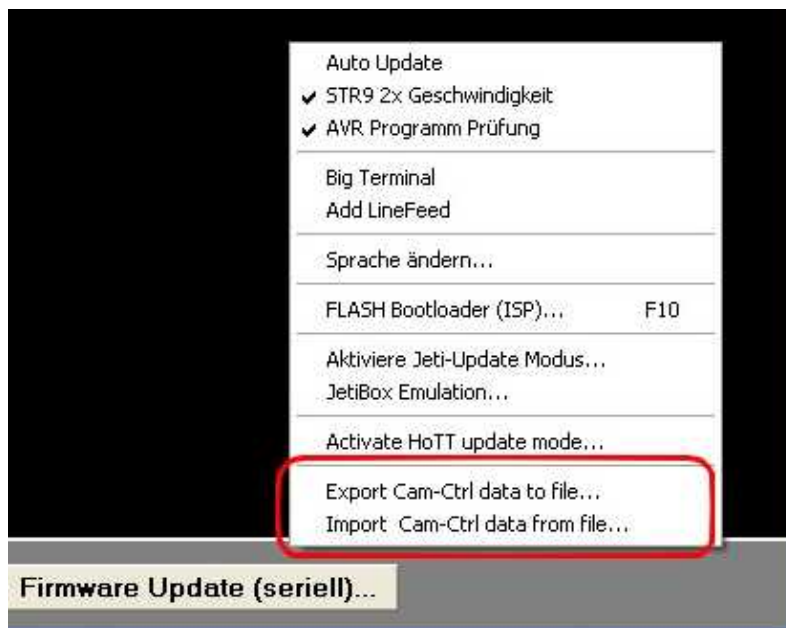 Auto Update
STR9 2x Geschwindigkeit
AVR Programm Prüfung
Big Terminal
Add LineFeed
Sprache ändern...
FLASH Bootloader (ISP)... F10
Aktiviere Jeti-Update Modus...
JetiBox Emulation...
Activate HoTT update mode...
Export Cam-Ctrl data to file...
Import Cam-Ctrl data from file...
Firmware Update (seriell)...